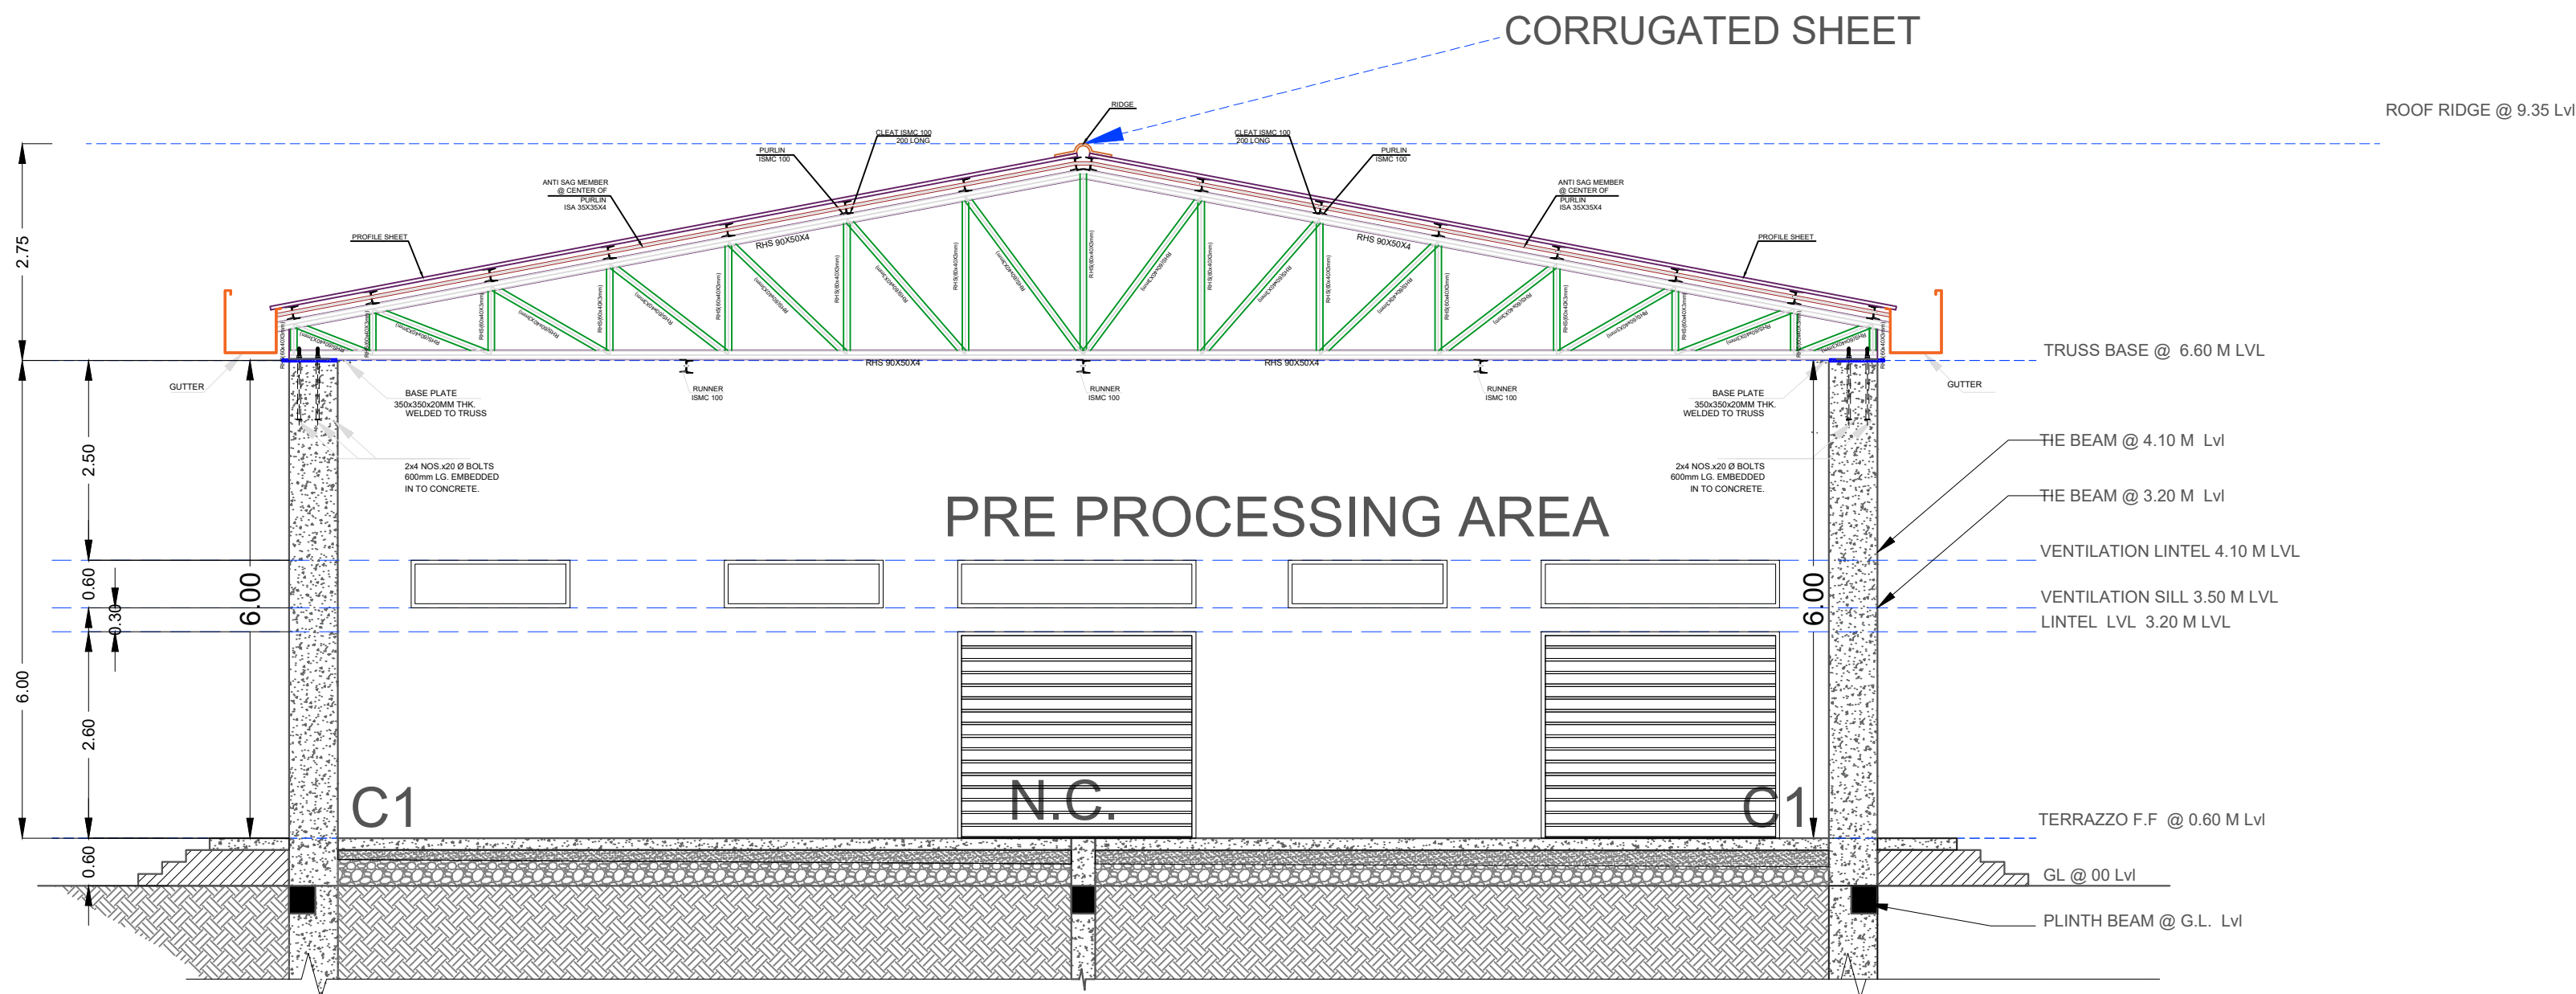 CORRUGATED SHEET
ROOF RIDGE @ 9.35 Lvl
RIDGE
CLEAT ISMC 100
200 LONG
CLEAT ISMC 100
200 LONG
PURLIN
ISMC 100
PURLIN
ISMC 100
ANTI SAG MEMBER
@ CENTER OF
PURLIN
ISA 35X35X4
ANTI SAG MEMBER
@ CENTER OF
PURLIN
ISA 35X35X4
PROFILE SHEET
PROFILE SHEET
RHS 90X50X4
RHS 90X50X4
2.75
RHS 90X50X4
RHS 90X50X4
TRUSS BASE @ 6.60 M LVL
GUTTER
GUTTER
BASE PLATE
350x350x20MM THK.
WELDED TO TRUSS
RUNNER
ISMC 100
RUNNER
ISMC 100
RUNNER
ISMC 100
BASE PLATE
350x350x20MM THK.
WELDED TO TRUSS
2.50
TIE BEAM @ 4.10 M Lvl
2x4 NOS.x20 Ø BOLTS
600mm LG. EMBEDDED
IN TO CONCRETE.
2x4 NOS.x20 Ø BOLTS
600mm LG. EMBEDDED
IN TO CONCRETE.
TIE BEAM @ 3.20 M Lvl
PRE PROCESSING AREA
VENTILATION LINTEL 4.10 M LVL
0.60
6.00
6.00
VENTILATION SILL 3.50 M LVL
0.30
LINTEL LVL 3.20 M LVL
6.00
2.60
C1
N.C.
C1
TERRAZZO F.F @ 0.60 M Lvl
0.60
GL @ 00 Lvl
PLINTH BEAM @ G.L. Lvl